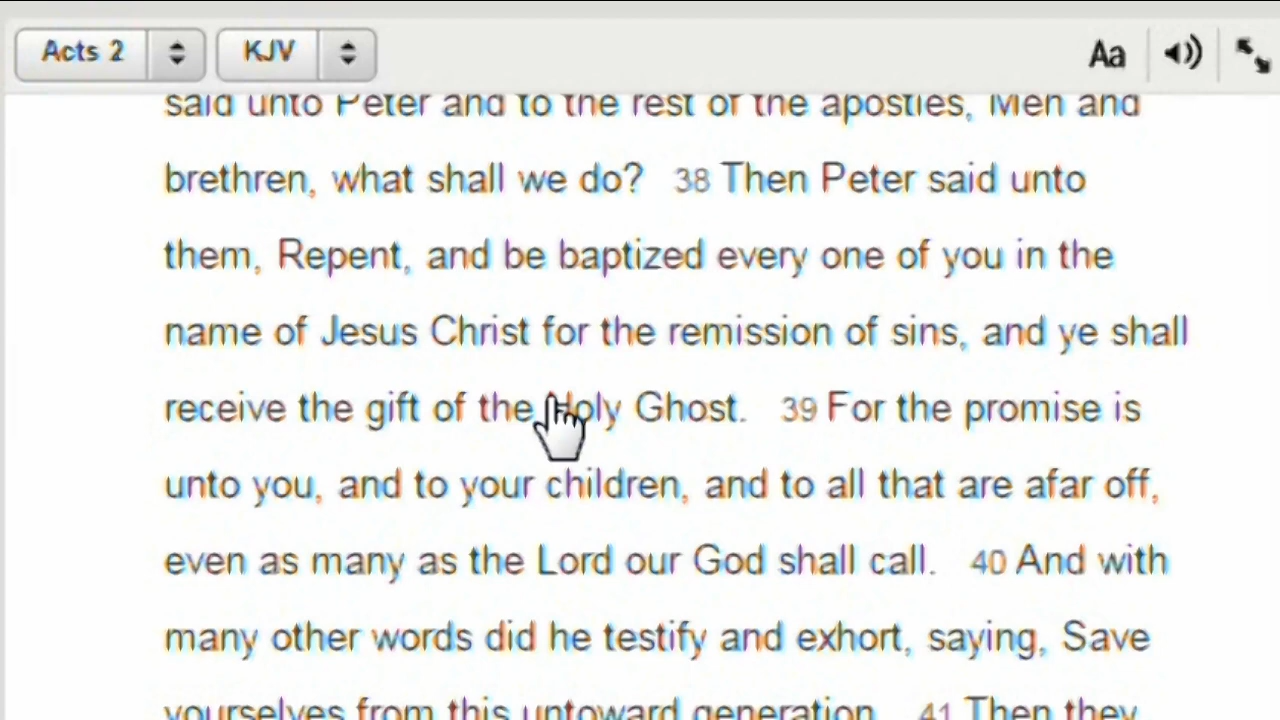 Acts 2 KJV Aa
said unto Peter and to the rest of the apostles, Men and
brethren, what shall we do? 38 Then Peter said unto
them, Repent, and be baptized every one of you in the
name of Jesus Christ for the remission of sins, and ye shall
receive the gift of the Holy Ghost. 39 For the promise is
unto you, and to your children, and to all that are afar off,
even as many as the Lord our God shall call. 40 And with
many other words did he testify and exhort, saying, Save
yourselves from this untoward generation. 41 Then they